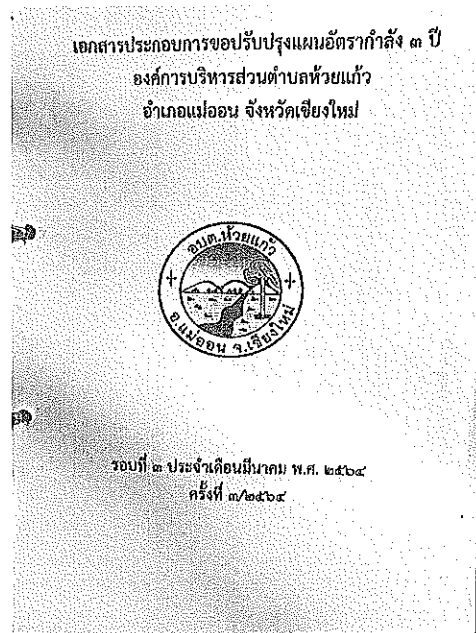 เอกสารประกอบการขอปรับปรุงแผนอัตรากำลัง ๓ ปี
องค์การบริหารส่วนตำบลห้วยแก้ว
อำเภอแม่ออน จังหวัดเชียงใหม่
อบต.ห้วยแก้ว
อ.แม่ออน จ.เชียงใหม่
รอบที่ ๓ ประจำเดือนมีนาคม พ.ศ. ๒๕๖๔
ครั้งที่ ๓/๒๕๖๔